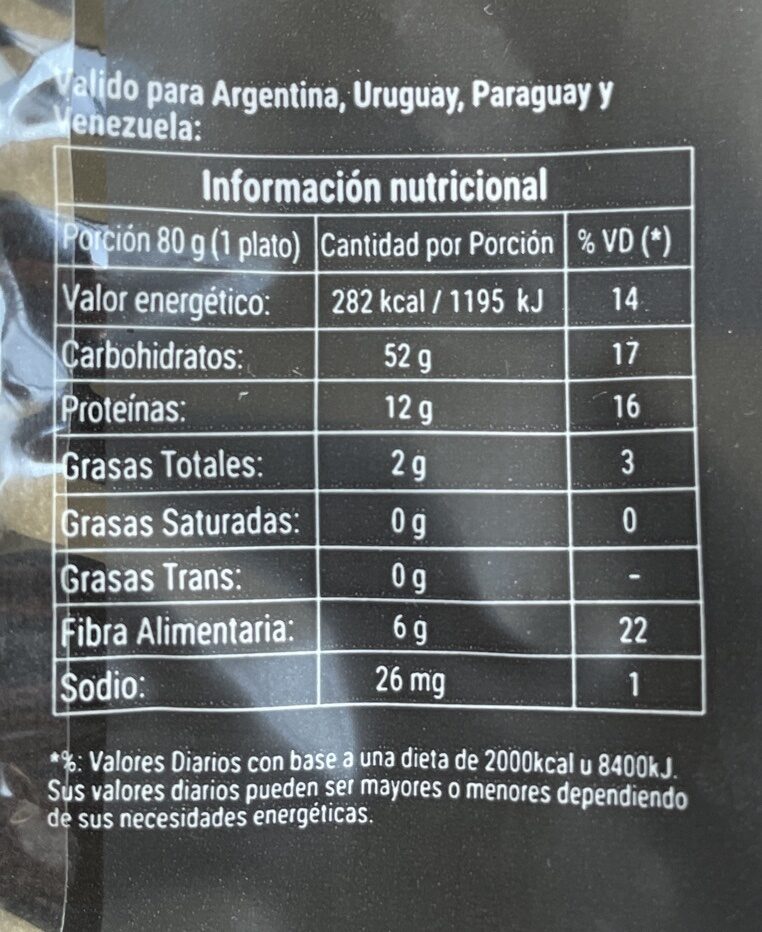 Valido para Argentina, Uruguay, Paraguay y
Venezuela:
Información nutricional
Porción 80 g (1 plato) Cantidad por Porción % VD (*)
Valor energético: 282 kcal / 1195 kJ 14
Carbohidratos: 52 g 17
Proteínas: 12 g 16
Grasas Totales: 2 g 3
Grasas Saturadas: 0 g 0
Grasas Trans: 0 g -
Fibra Alimentaria: 6 g 22
Sodio: 26 mg 1
*%: Valores Diarios con base a una dieta de 2000kcal u 8400kJ.
Sus valores diarios pueden ser mayores o menores dependiendo
de sus necesidades energéticas.